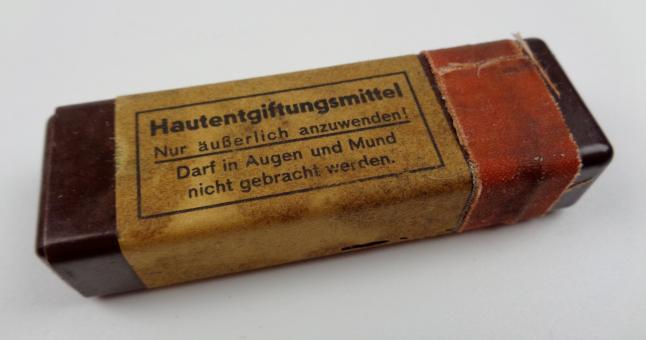 Hautentgiftungsmittel
Nur äußerlich anzuwenden!
Darf in Augen und Mund
nicht gebracht werden.